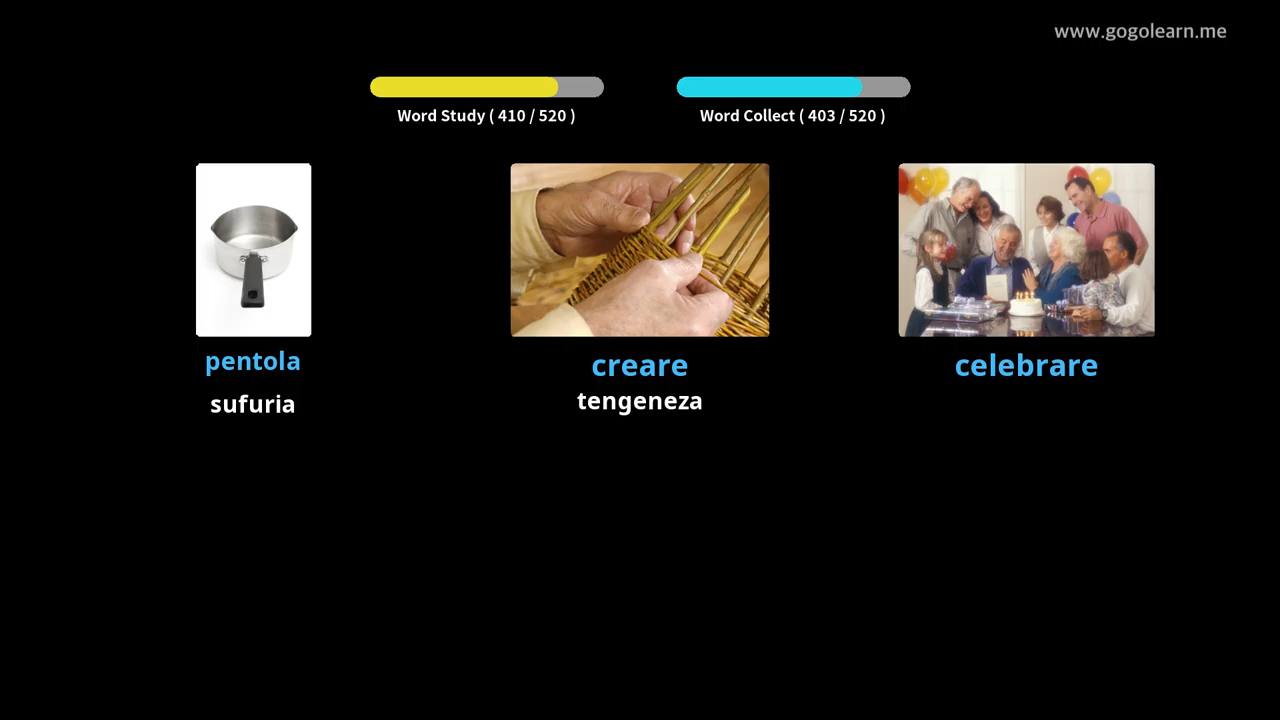 www.gogolearn.me
Word Study ( 410 / 520 )
Word Collect ( 403 / 520 )
pentola
creare
celebrare
sufuria
tengeneza